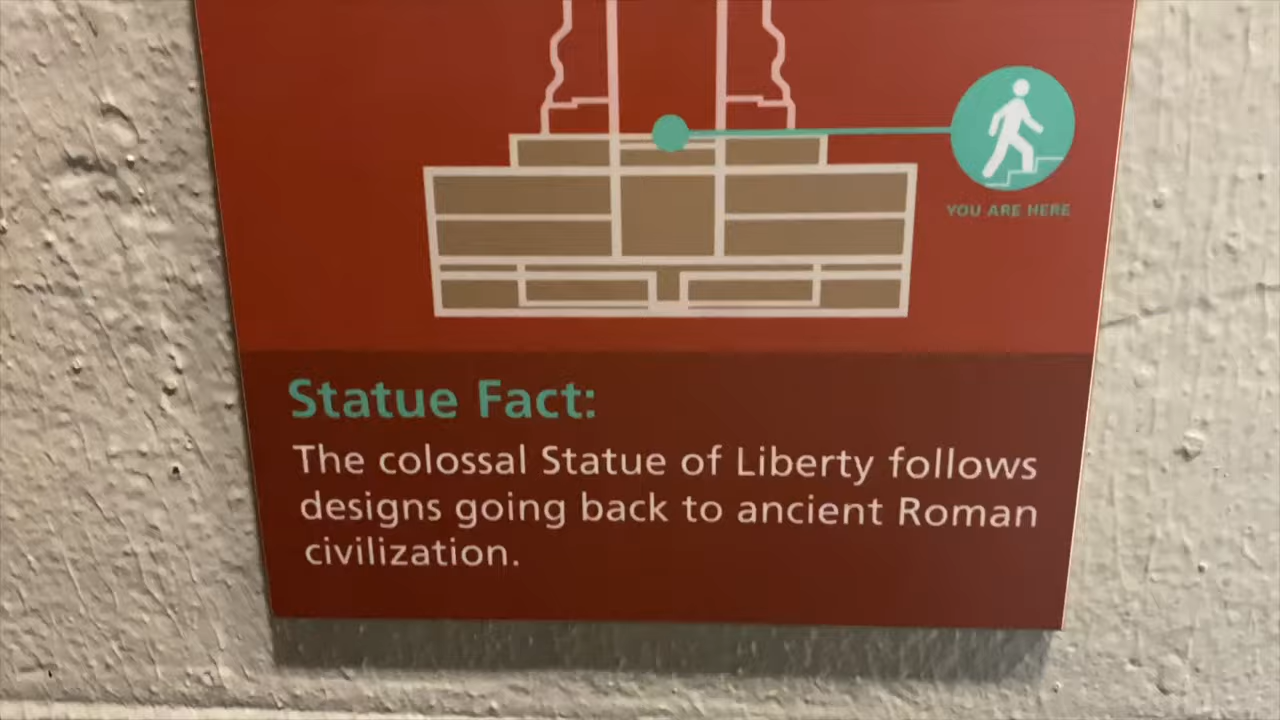 YOU ARE HERE
Statue Fact:
The colossal Statue of Liberty follows
designs going back to ancient Roman
civilization.